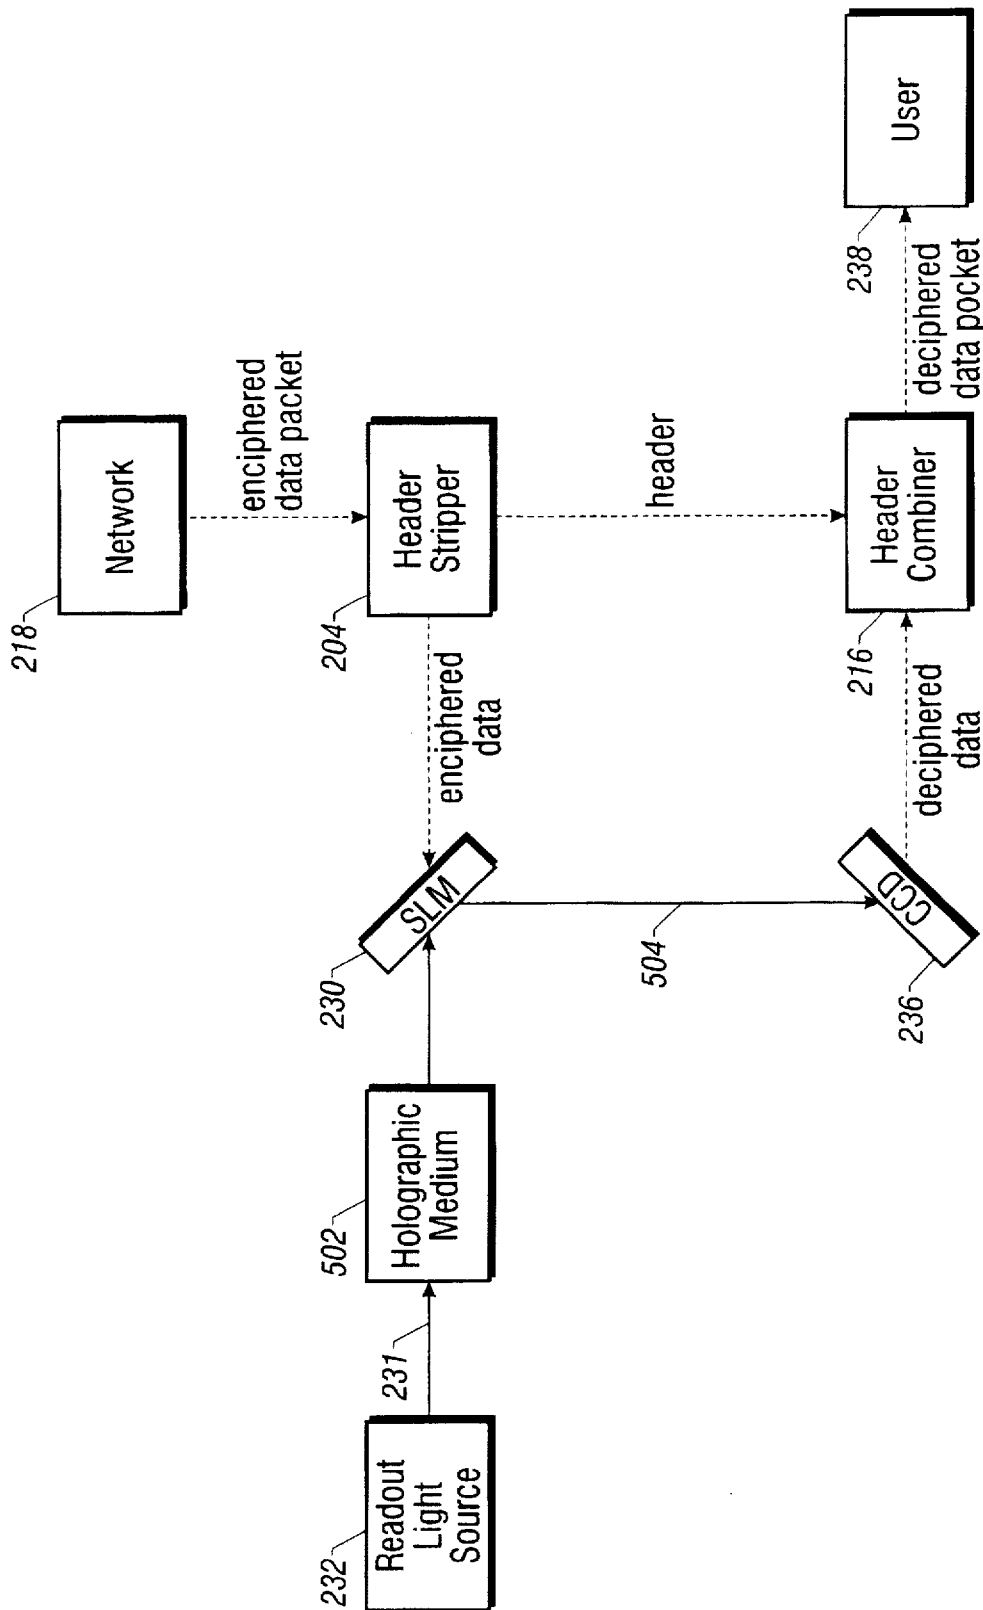 218
Network
enciphered
data packet
204
Header
Stripper
enciphered
data
header
230
SLM
502
Holographic
Medium
231
232
Readout
Light
Source
504
236
CCD
deciphered
data
216
Header
Combiner
deciphered
data pocket
238
User